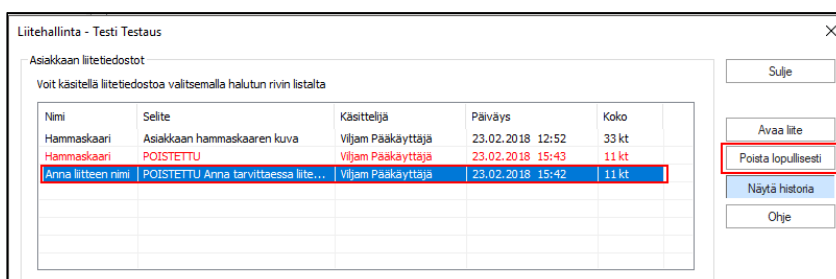 Liitehallinta - Testi Testaus
Asiakkaan liitetiedostot
Voit käsitellä liitetiedostoa valitsemalla halutun rivin listalta
Nimi Selite Käsittelijä Päiväys Koko
Hammaskaari Asiakkaan hammaskaaren kuva Viljam Pääkäyttäjä 23.02.2018 12:52 33 kt
Hammaskaari POISTETTU Viljam Pääkäyttäjä 23.02.2018 15:43 11 kt
Anna liitteen nimi POISTETTU Anna tarvittaessa liite... Viljam Pääkäyttäjä 23.02.2018 15:42 11 kt
Sulje
Avaa liite
Poista lopullisesti
Näytä historia
Ohje